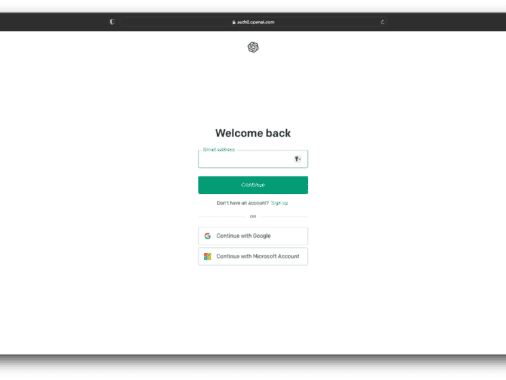 auth0.openai.com
Welcome back
Email address
Continue
Don't have an account? Sign up
OR
Continue with Google
Continue with Microsoft Account